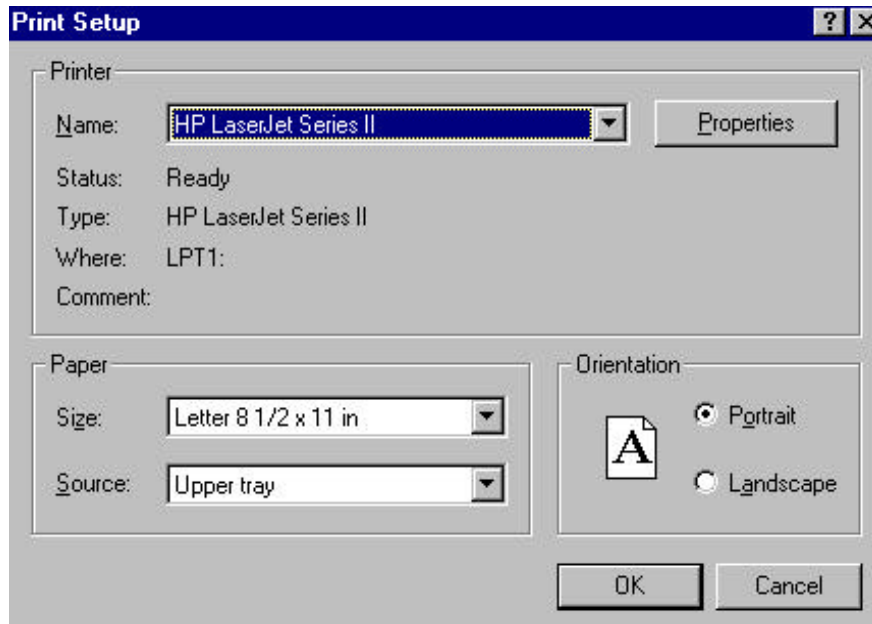 Print Setup
Printer
Name: HP LaserJet Series II Properties
Status: Ready
Type: HP LaserJet Series II
Where: LPT1:
Comment:
Paper
Size: Letter 8 1/2 x 11 in
Source: Upper tray
Orientation
A
Portrait
Landscape
OK Cancel